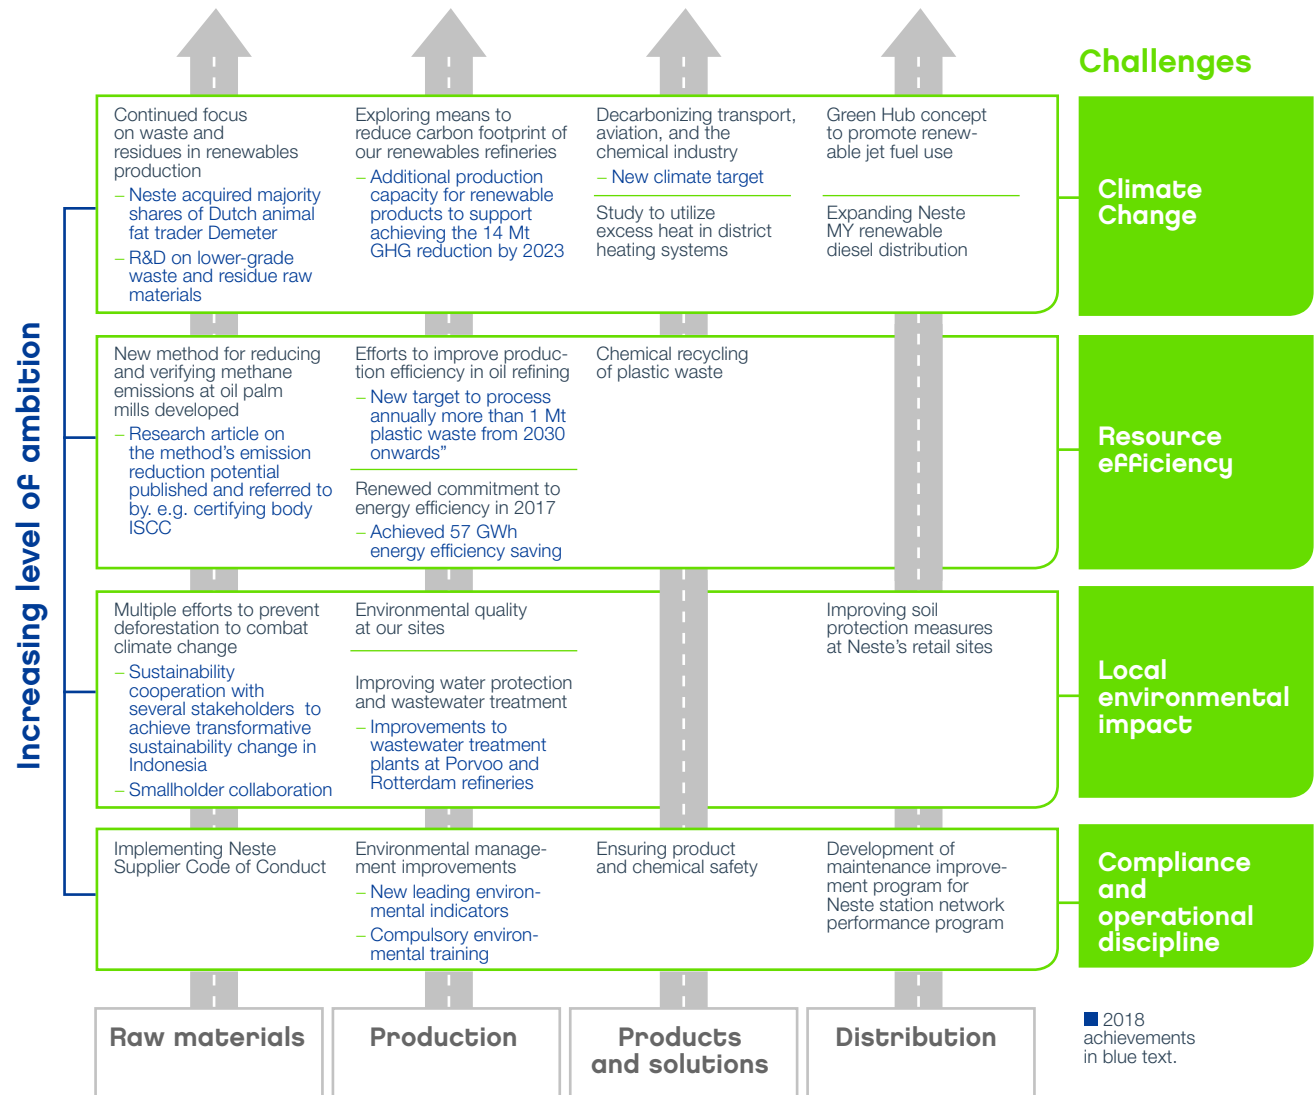 Challenges
Increasing level of ambition
Continued focus
on waste and
residues in renewables
production
– Neste acquired majority
shares of Dutch animal
fat trader Demeter
– R&D on lower-grade
waste and residue raw
materials
Exploring means to
reduce carbon footprint of
our renewables refineries
– Additional production
capacity for renewable
products to support
achieving the 14 Mt
GHG reduction by 2023
Decarbonizing transport,
aviation, and the
chemical industry
– New climate target
Study to utilize
excess heat in district
heating systems
Green Hub concept
to promote renew-
able jet fuel use
Expanding Neste
MY renewable
diesel distribution
Climate
Change
New method for reducing
and verifying methane
emissions at oil palm
mills developed
– Research article on
the method's emission
reduction potential
published and referred to
by. e.g. certifying body
ISCC
Efforts to improve produc-
tion efficiency in oil refining
– New target to process
annually more than 1 Mt
plastic waste from 2030
onwards”
Renewed commitment to
energy efficiency in 2017
– Achieved 57 GWh
energy efficiency saving
Chemical recycling
of plastic waste
Resource
efficiency
Multiple efforts to prevent
deforestation to combat
climate change
– Sustainability
cooperation with
several stakeholders to
achieve transformative
sustainability change in
Indonesia
– Smallholder collaboration
Environmental quality
at our sites
Improving water protection
and wastewater treatment
– Improvements to
wastewater treatment
plants at Porvoo and
Rotterdam refineries
Improving soil
protection measures
at Neste’s retail sites
Local
environmental
impact
Implementing Neste
Supplier Code of Conduct
Environmental manage-
ment improvements
– New leading environ-
mental indicators
– Compulsory environ-
mental training
Ensuring product
and chemical safety
Development of
maintenance improve-
ment program for
Neste station network
performance program
Compliance
and
operational
discipline
Raw materials
Production
Products
and solutions
Distribution
2018
achievements
in blue text.